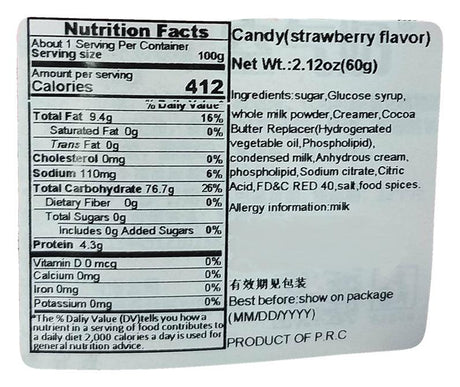 Nutrition Facts
About 1 Serving Per Container
Serving size 100g
Amount per serving
Calories 412
% Daily Value*
Total Fat 9.4g 16%
Saturated Fat 0g 0%
Trans Fat 0g
Cholesterol 0mg 0%
Sodium 110mg 6%
Total Carbohydrate 76.7g 26%
Dietary Fiber 0g 0%
Total Sugars 0g
Includes 0g Added Sugars 0%
Protein 4.3g
Vitamin D 0 mcg 0%
Calcium 0mg 0%
Iron 0mg 0%
Potassium 0mg 0%
*The % Daliy Value (DV)tells you how a
nutrient in a serving of food contributes to
a daily diet 2,000 calories a day is used for
general nutrition advice.
Candy(strawberry flavor)
Net Wt.:2.12oz(60g)
Ingredients:sugar,Glucose syrup,
whole milk powder,Creamer,Cocoa
Butter Replacer(Hydrogenated
vegetable oil,Phospholipid),
condensed milk,Anhydrous cream,
phospholipid,Sodium citrate,Citric
Acid,FD&C RED 40,salt,food spices.
Allergy information:milk
有效期见包装
Best before:show on package
(MM/DD/YYYY)
PRODUCT OF P.R.C